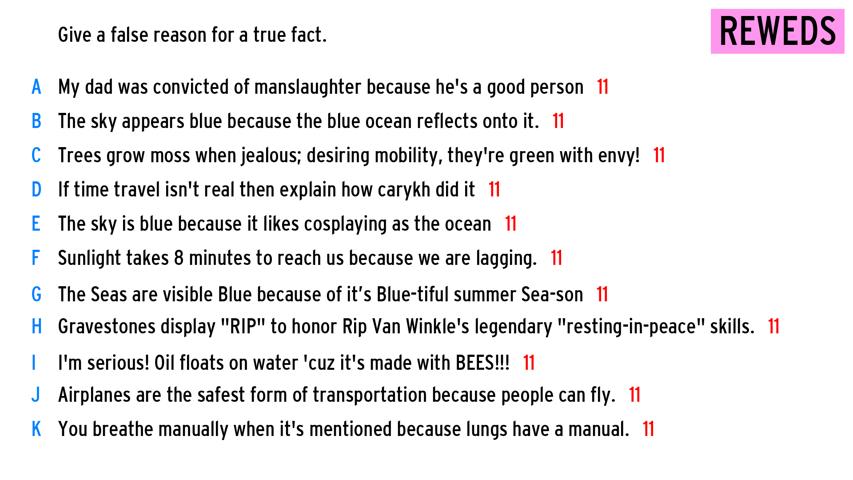 Give a false reason for a true fact.
REWEDS
A My dad was convicted of manslaughter because he's a good person 11
B The sky appears blue because the blue ocean reflects onto it. 11
C Trees grow moss when jealous; desiring mobility, they're green with envy! 11
D If time travel isn't real then explain how carykh did it 11
E The sky is blue because it likes cosplaying as the ocean 11
F Sunlight takes 8 minutes to reach us because we are lagging. 11
G The Seas are visible Blue because of it’s Blue-tiful summer Sea-son 11
H Gravestones display "RIP" to honor Rip Van Winkle's legendary "resting-in-peace" skills. 11
I I'm serious! Oil floats on water 'cuz it's made with BEES!!! 11
J Airplanes are the safest form of transportation because people can fly. 11
K You breathe manually when it's mentioned because lungs have a manual. 11